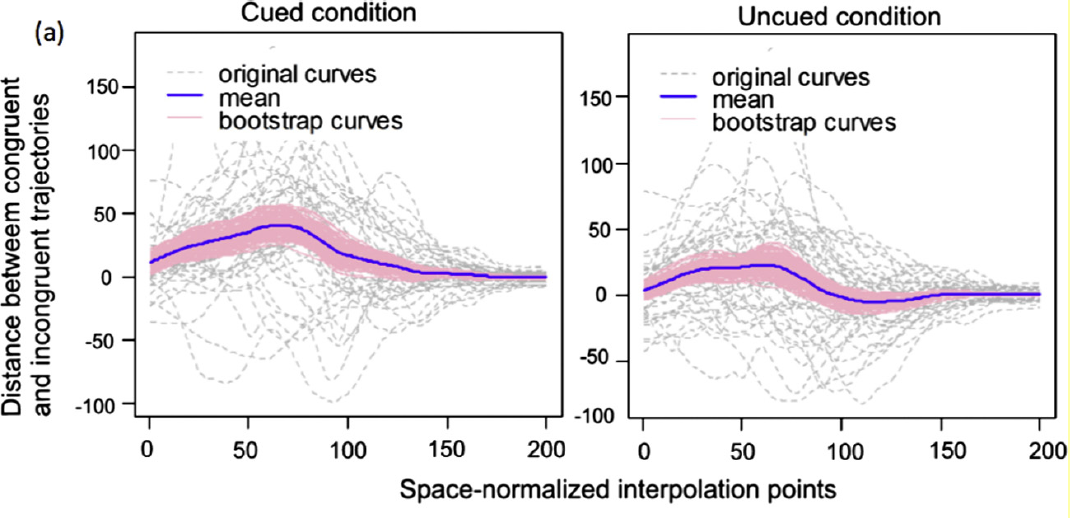 Cued condition
Uncued condition
(a)
original curves
mean
bootstrap curves
original curves
mean
bootstrap curves
Distance betweem congruent
and incongruent trajectories
150
100
50
0
-50
-100
150
100
50
0
-50
-100
0 50 100 150 200
0 50 100 150 200
Space-normalized interpolation points